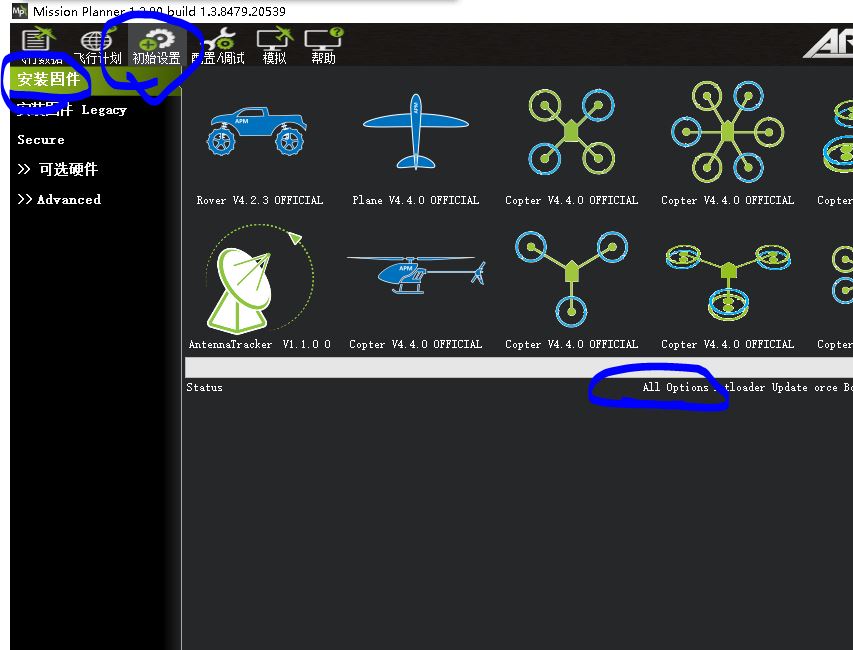 Mission Planner 1.3.80 build 1.3.8479.20539
飞行数据 飞行计划 初始设置 配置/调试 模拟 帮助
安装固件
安装固件 Legacy
Secure
>> 可选硬件
>> Advanced
APM APM
Rover V4.2.3 OFFICIAL Plane V4.4.0 OFFICIAL Copter V4.4.0 OFFICIAL Copter V4.4.0 OFFICIAL Copter
APM
AntennaTracker V1.1.0 O Copter V4.4.0 OFFICIAL Copter V4.4.0 OFFICIAL Copter V4.4.0 OFFICIAL Copter
Status All Options Update orce Bo